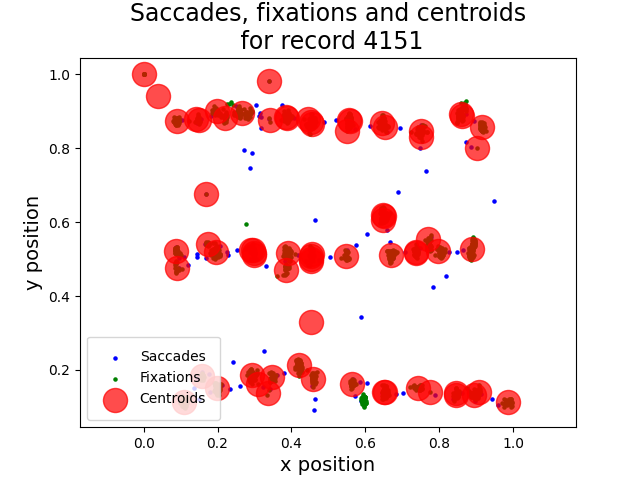 Saccades, fixations and centroids
for record 4151
y position
1.0
0.8
0.6
0.4
0.2
Saccades
Fixations
Centroids
0.0
0.2
0.4
0.6
0.8
1.0
x position